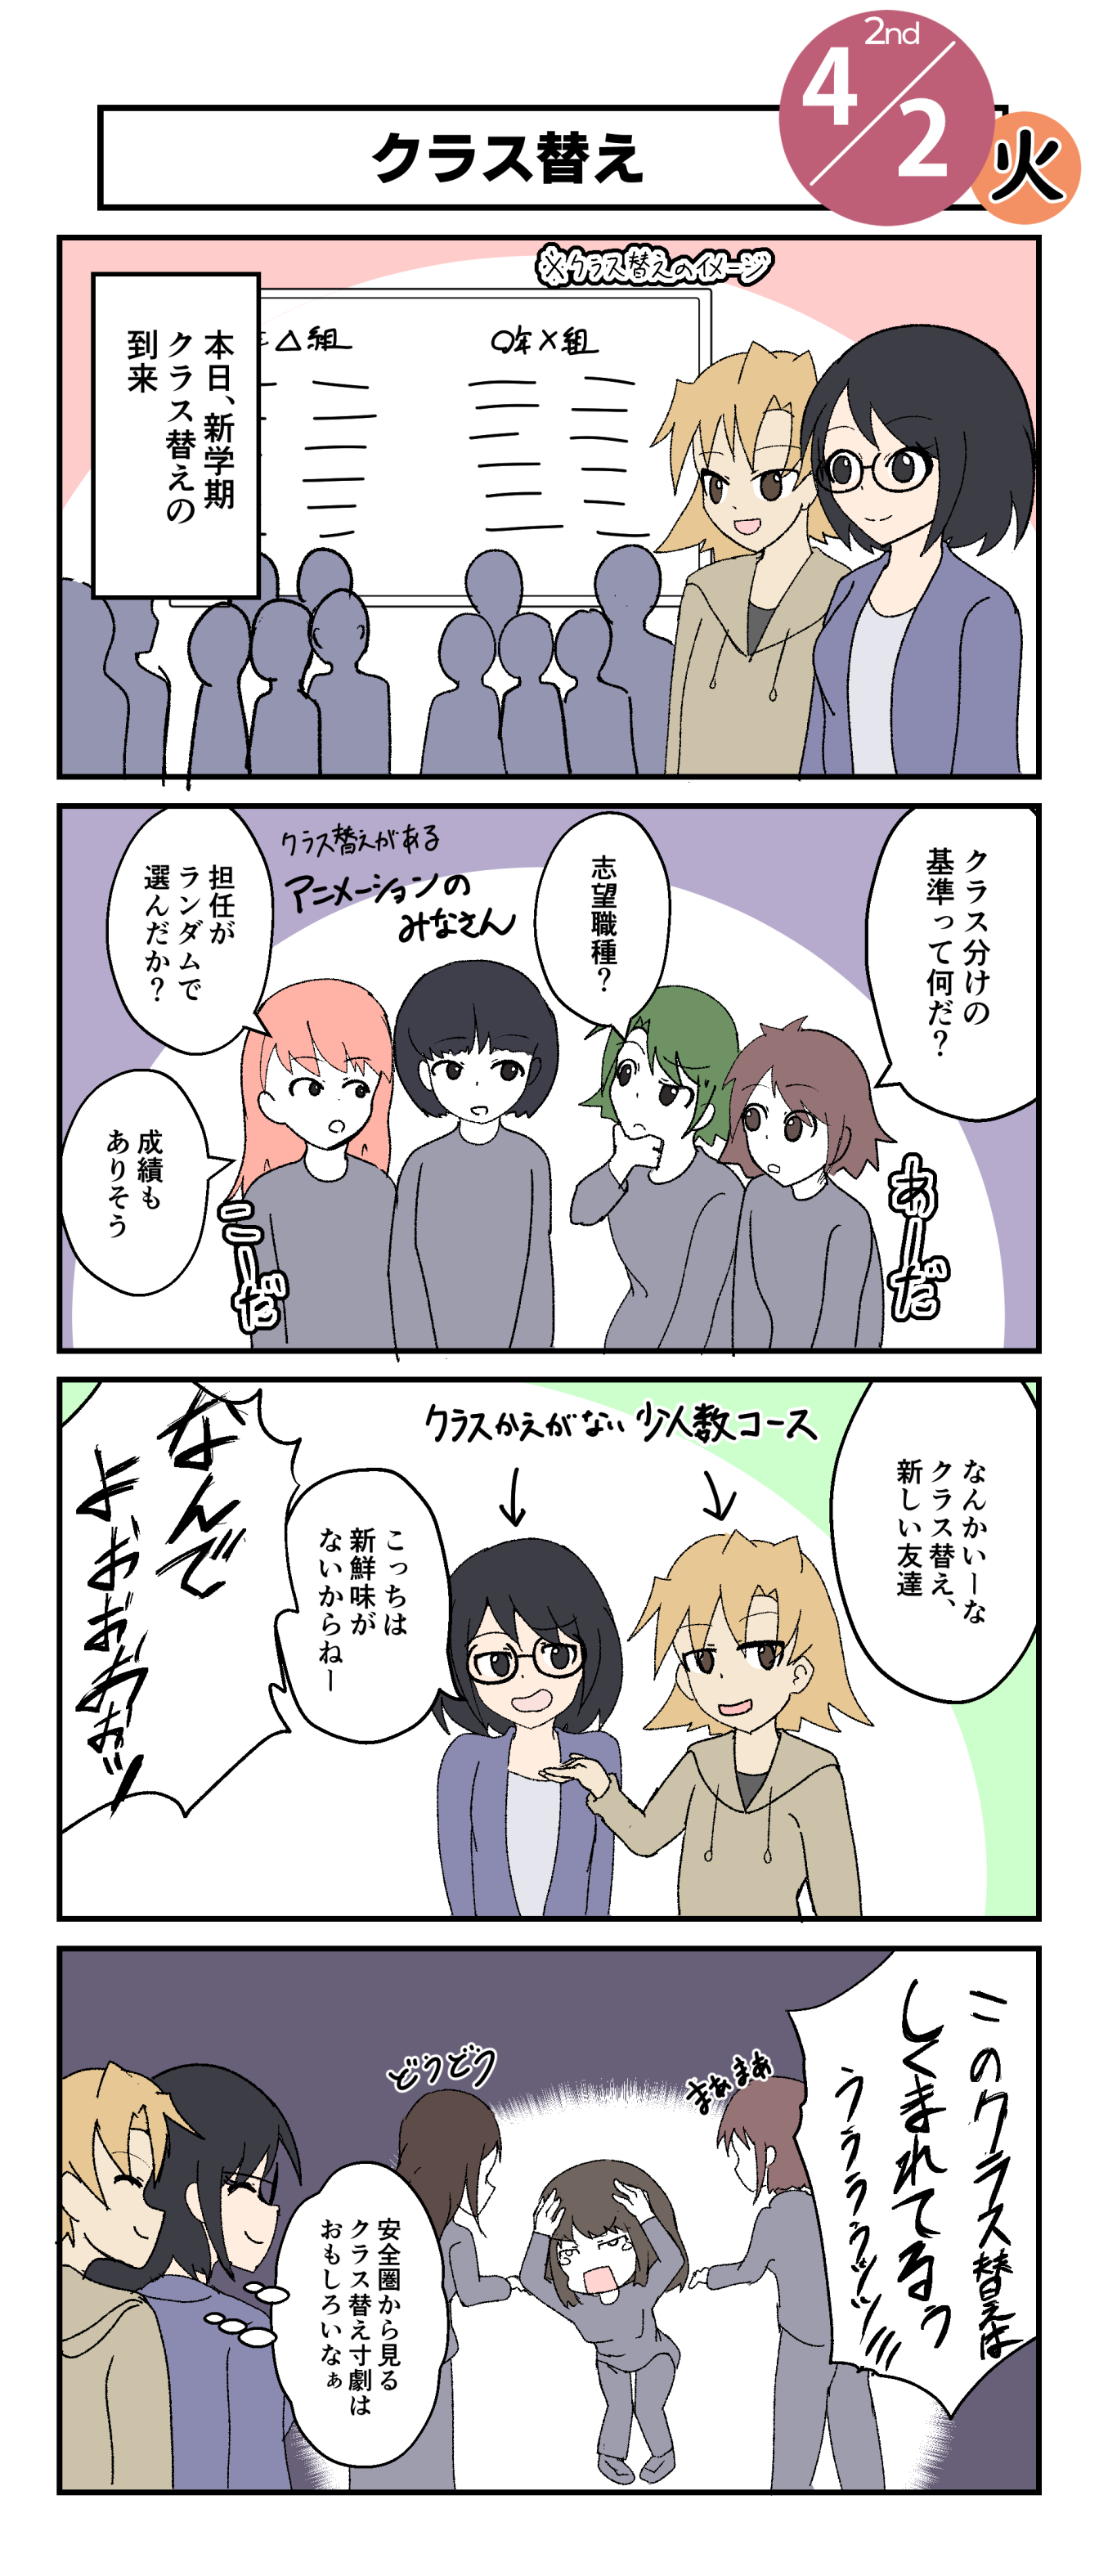 2nd
4/2
火
クラス替え
※クラス替えのイメージ
本日、新学期
クラス替えの
到来
△組
○年×組
クラス分けの
基準って何だ?
志望職種?
クラス替えがある
アニメーションの
みなさん
担任が
ランダムで
選んだか?
成績も
ありそう
あーだ
こーだ
なんかいーな
クラス替え、
新しい友達
クラスかえがない少人数コース
こっちは
新鮮味が
ないからねー
なんで
よぉぉぉぉッ
このクラス替えは
しくまれてるぅ
うぅぅぅッッ
まぁまぁ
どうどう
安全圏から見る
クラス替え寸劇は
おもしろいなぁ